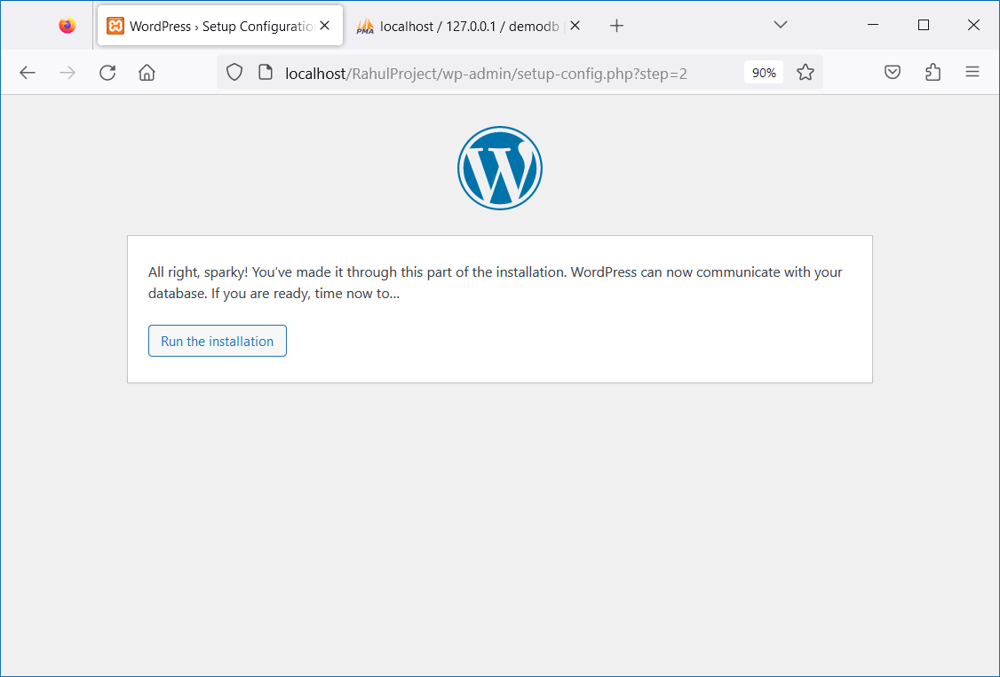 WordPress › Setup Configuratio
localhost / 127.0.0.1 / demodb
PMA
localhost/RahulProject/wp-admin/setup-config.php?step=2
90%
W
All right, sparky! You’ve made it through this part of the installation. WordPress can now communicate with your
database. If you are ready, time now to…
Run the installation